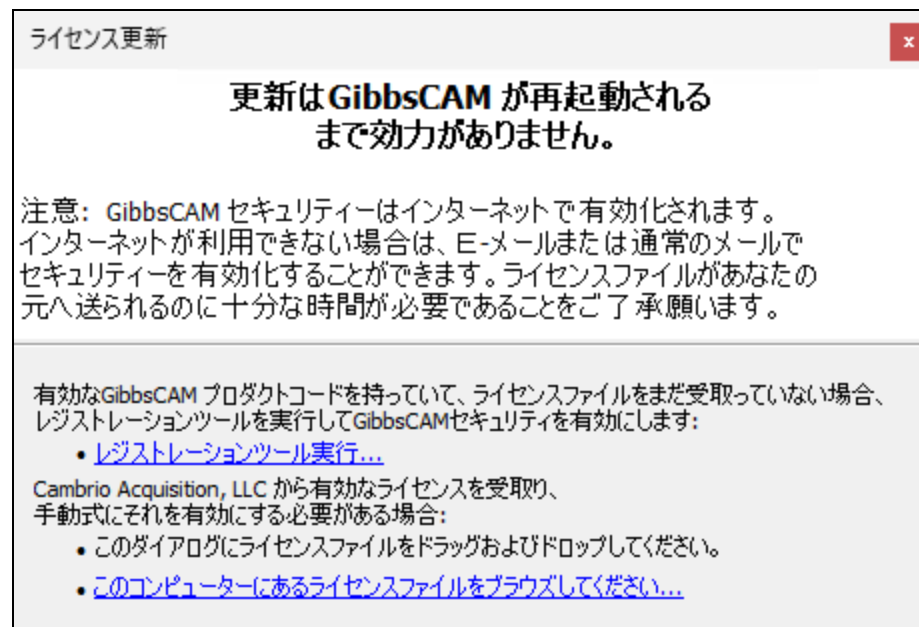 ライセンス更新
x
更新はGibbsCAM が再起動される
まで効力がありません。
注意: GibbsCAM セキュリティーはインターネットで有効化されます。
インターネットが利用できない場合は、E-メールまたは通常のメールで
セキュリティーを有効化することができます。ライセンスファイルがあなたの
元へ送られるのに十分な時間が必要であることをご了承願います。
有効なGibbsCAM プロダクトコードを持っていて、ライセンスファイルをまだ受取っていない場合、
レジストレーションツールを実行してGibbsCAMセキュリティを有効にします:
• レジストレーションツール実行...
Cambrio Acquisition, LLC から有効なライセンスを受取り、
手動式にそれを有効にする必要がある場合:
• このダイアログにライセンスファイルをドラッグおよびドロップしてください。
• このコンピューターにあるライセンスファイルをブラウズしてください...